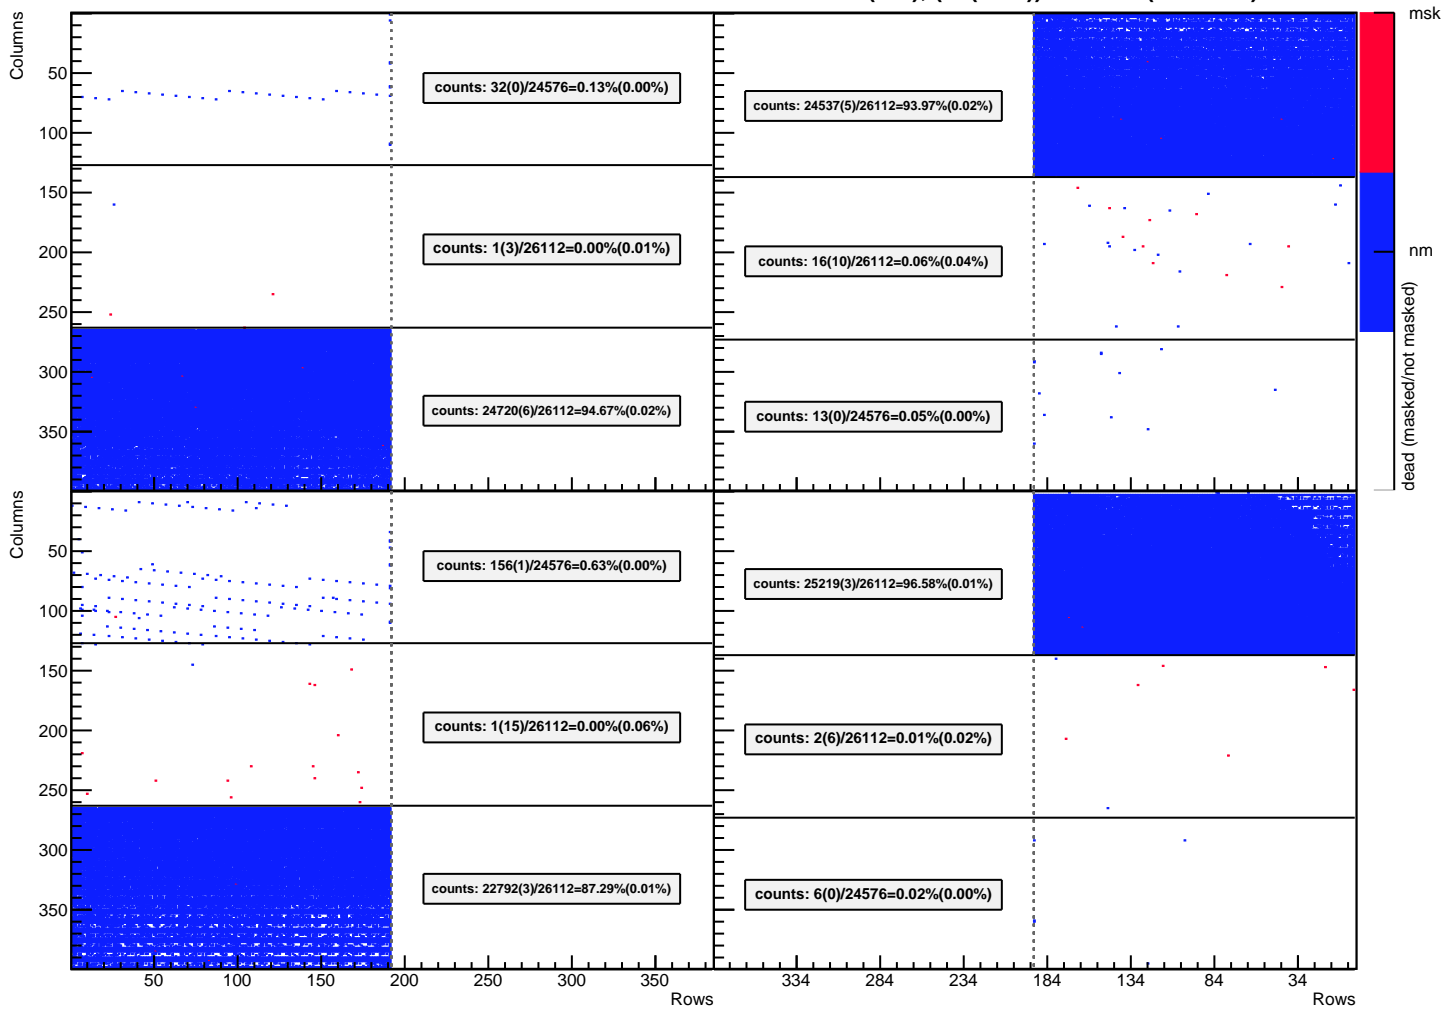 msk
Columns
50
100
150
200
250
300
350
counts: 32(0)/24576=0.13%(0.00%)
counts: 1(3)/26112=0.00%(0.01%)
counts: 24720(6)/26112=94.67%(0.02%)
counts: 24537(5)/26112=93.97%(0.02%)
counts: 16(10)/26112=0.06%(0.04%)
counts: 13(0)/24576=0.05%(0.00%)
nm
dead (masked/not masked)
Columns
50
100
150
200
250
300
350
counts: 156(1)/24576=0.63%(0.00%)
counts: 1(15)/26112=0.00%(0.06%)
counts: 22792(3)/26112=87.29%(0.01%)
counts: 25219(3)/26112=96.58%(0.01%)
counts: 2(6)/26112=0.01%(0.02%)
counts: 6(0)/24576=0.02%(0.00%)
50 100 150 200 250 300 350
Rows
334 284 234 184 134 84 34
Rows